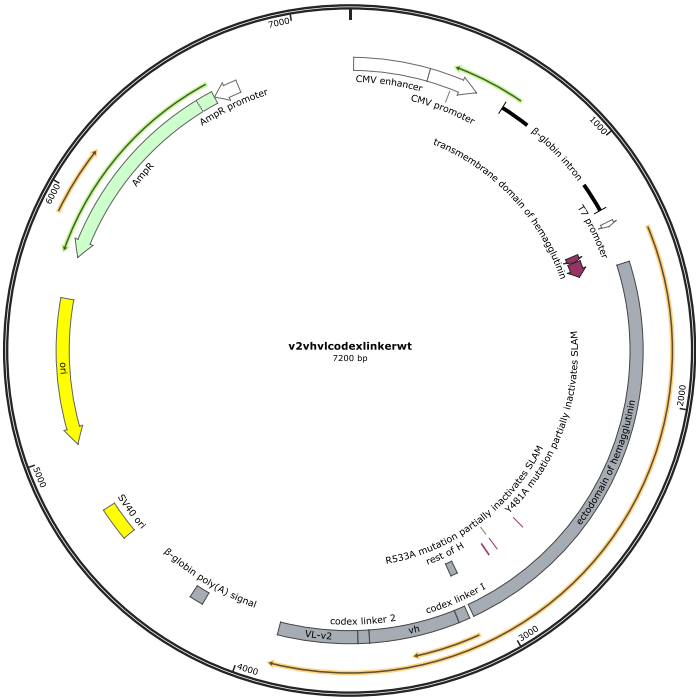 7000
CMV enhancer
CMV promoter
AmpR promoter
AmpR
1000
β-globin intron
T7 promoter
transmembrane domain of hemagglutinin
6000
v2vhvlcodexlinkerwt
7200 bp
ori
2000
ectodomain of hemagglutinin
Y481A mutation partially inactivates SLAM
R533A mutation partially inactivates SLAM
rest of H
5000
SV40 ori
β-globin poly(A) signal
codex linker 1
codex linker 2
VL-v2
vh
3000
4000